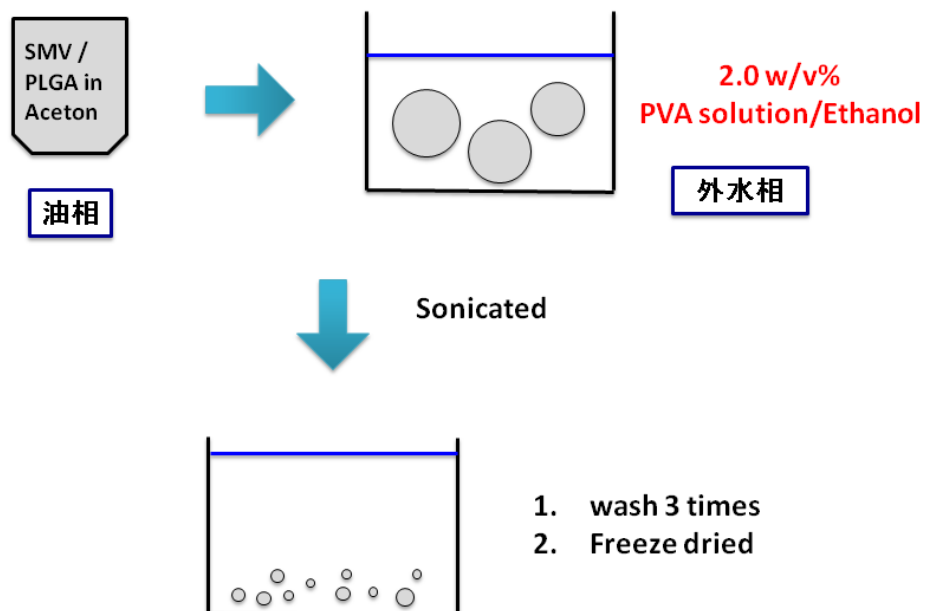 SMV /
PLGA in
Aceton
油相
2.0 w/v%
PVA solution/Ethanol
外水相
Sonicated
1. wash 3 times
2. Freeze dried